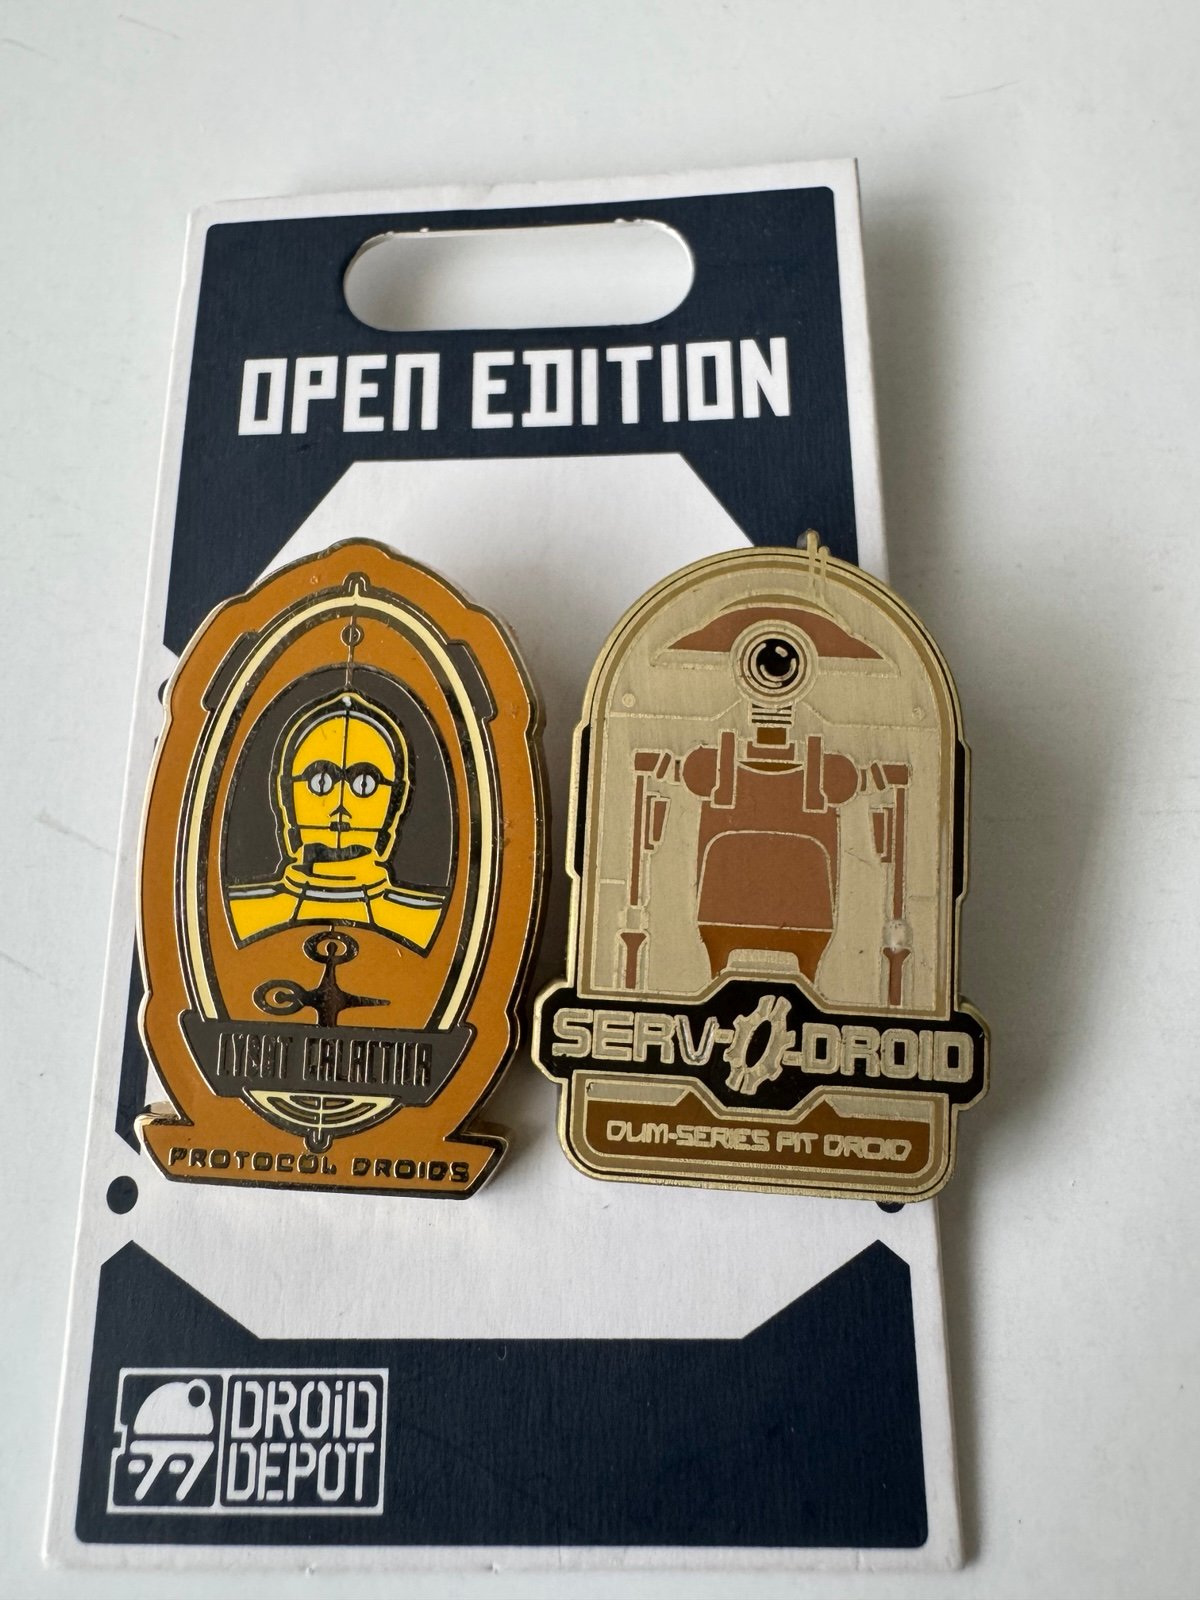 OPEN EDITION
CYBOT GALACTICA
PROTOCOL DROIDS
SERV-O-DROID
DUM-SERIES PIT DROID
DROiD
DEPOT